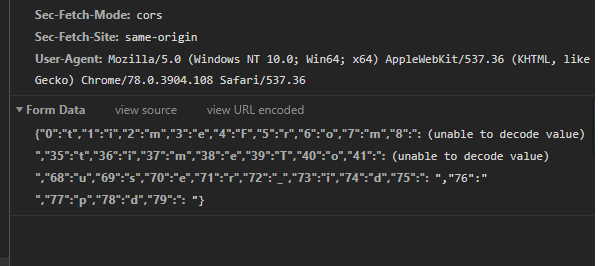 Sec-Fetch-Mode: cors
Sec-Fetch-Site: same-origin
User-Agent: Mozilla/5.0 (Windows NT 10.0; Win64; x64) AppleWebKit/537.36 (KHTML, like
Gecko) Chrome/78.0.3904.108 Safari/537.36
Form Data view source view URL encoded
{"0":"t","1":"i","2":"m","3":"e","4":"F","5":"r","6":"o","7":"m","8":: (unable to decode value)
","35":"t","36":"i","37":"m","38":"e","39":"T","40":"o","41":: (unable to decode value)
","68":"u","69":"s","70":"e","71":"r","72":"_","73":"i","74":"d","75":: ","76":"
","77":"p","78":"d","79":: "}